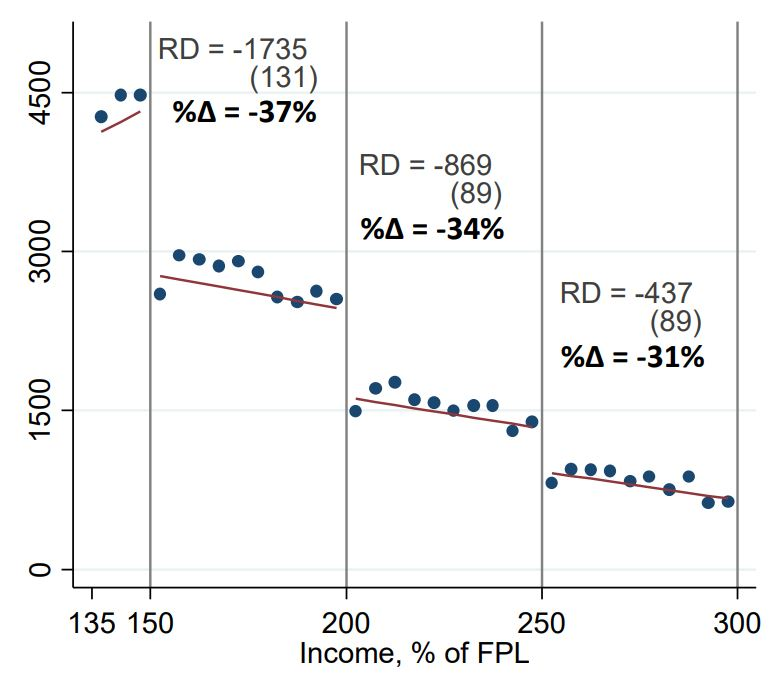 4500
3000
1500
0
RD = -1735
(131)
%Δ = -37%
RD = -869
(89)
%Δ = -34%
RD = -437
(89)
%Δ = -31%
135 150 200 250 300
Income, % of FPL